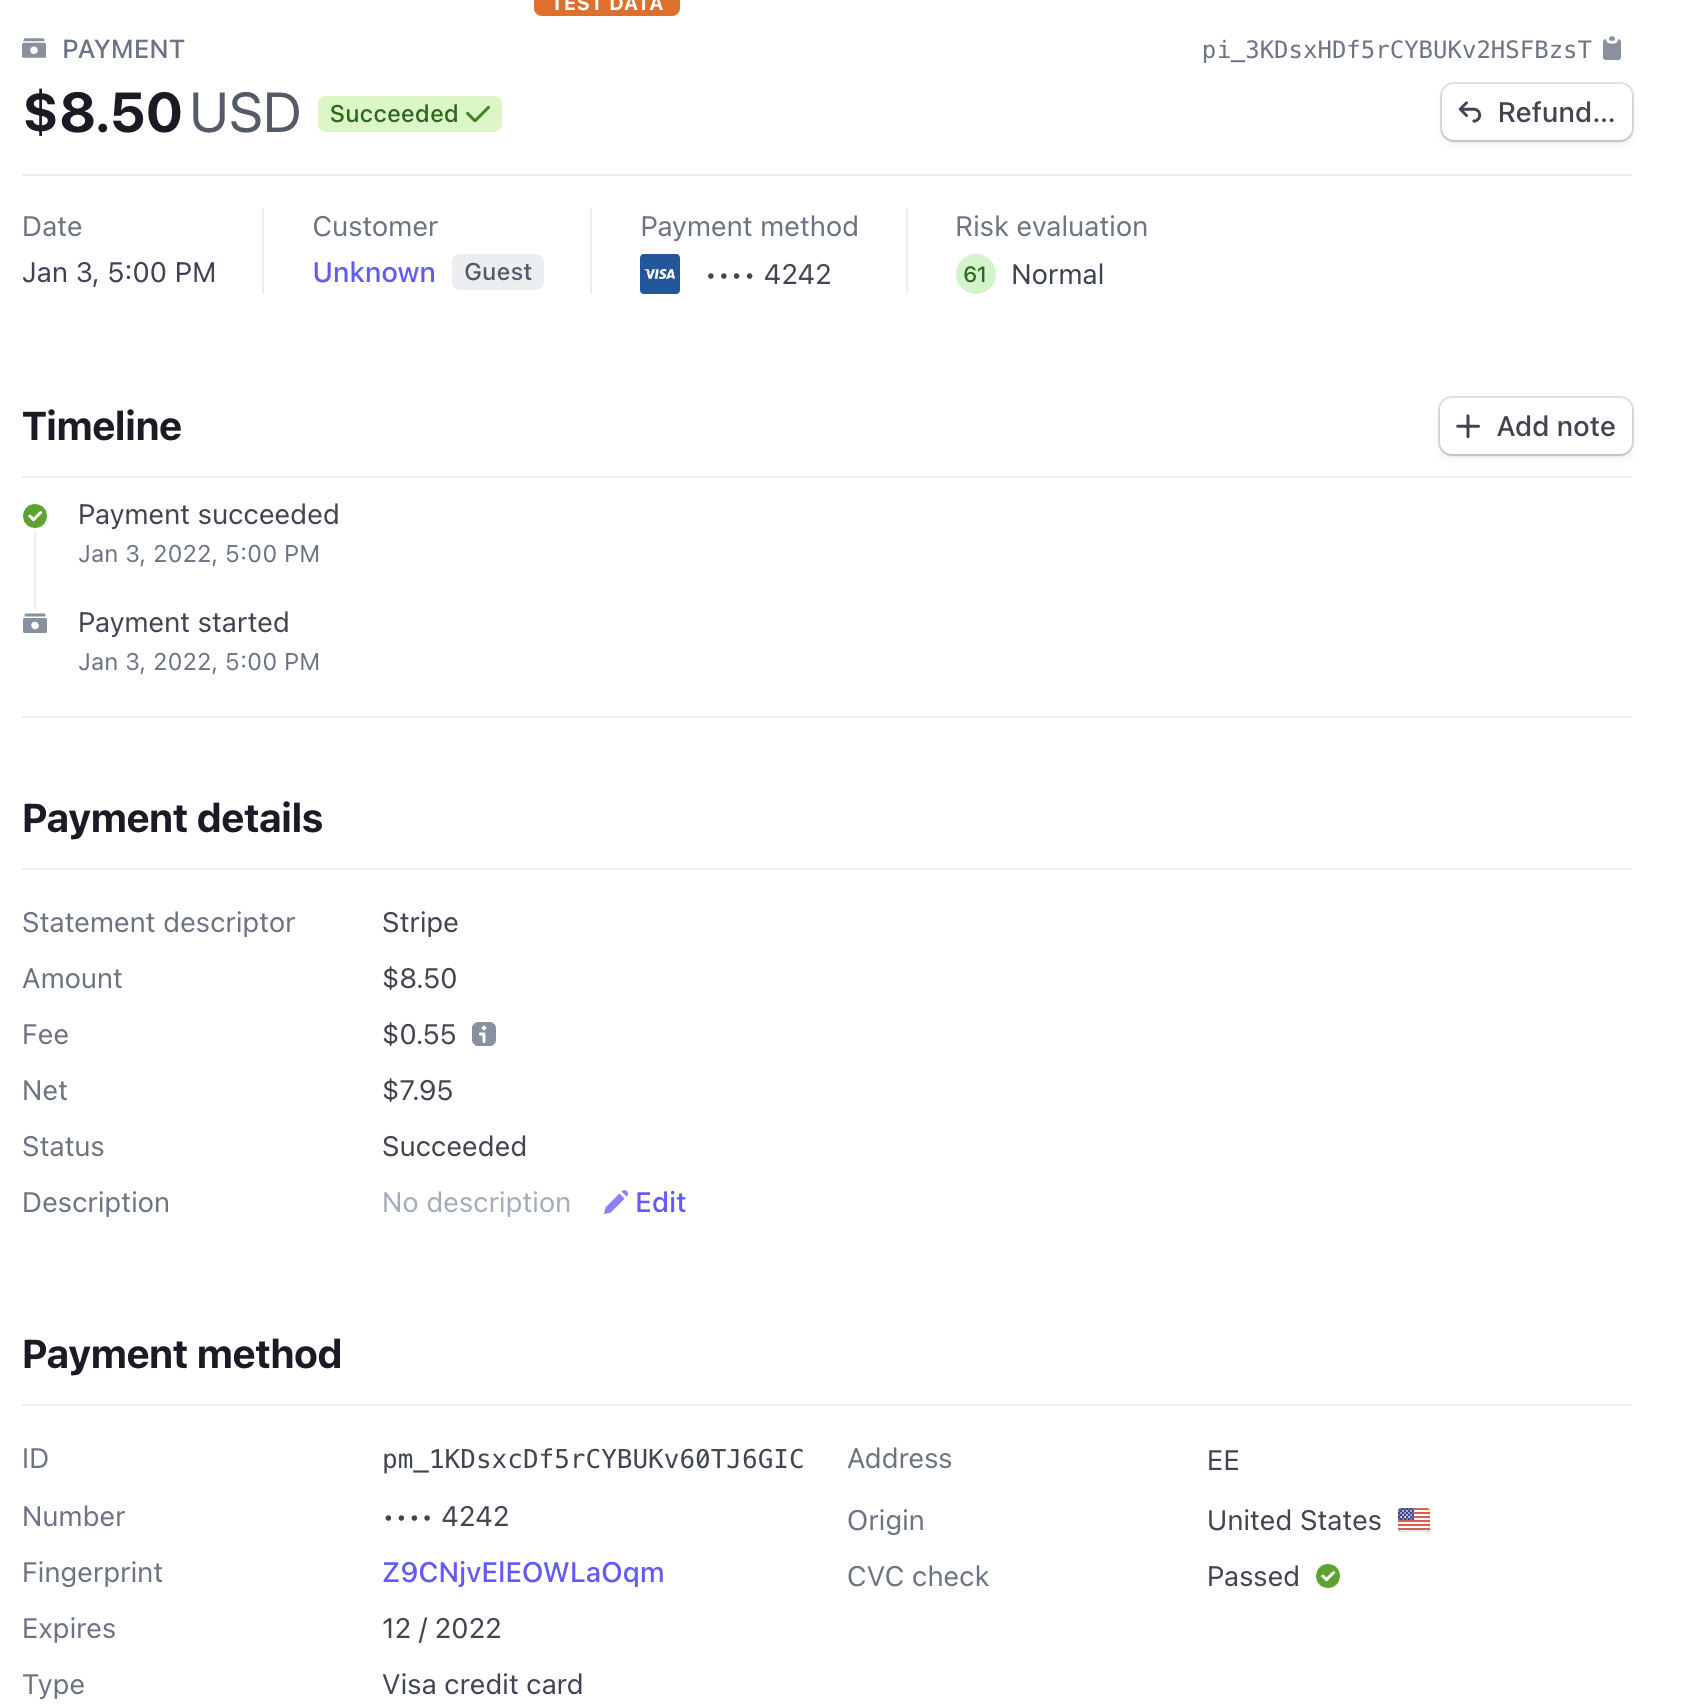 TEST DATA
PAYMENT pi_3KDsxHDf5rCYBUKv2HSFBzsT
$8.50 USD Succeeded Refund...
Date Customer Payment method Risk evaluation
Jan 3, 5:00 PM Unknown Guest VISA •••• 4242 61 Normal
Timeline Add note
Payment succeeded
Jan 3, 2022, 5:00 PM
Payment started
Jan 3, 2022, 5:00 PM
Payment details
Statement descriptor Stripe
Amount $8.50
Fee $0.55
Net $7.95
Status Succeeded
Description No description Edit
Payment method
ID pm_1KDsxcDf5rCYBUKv60TJ6GIC Address EE
Number •••• 4242 Origin United States
Fingerprint Z9CNjvElEOWLaOqm CVC check Passed
Expires 12 / 2022
Type Visa credit card